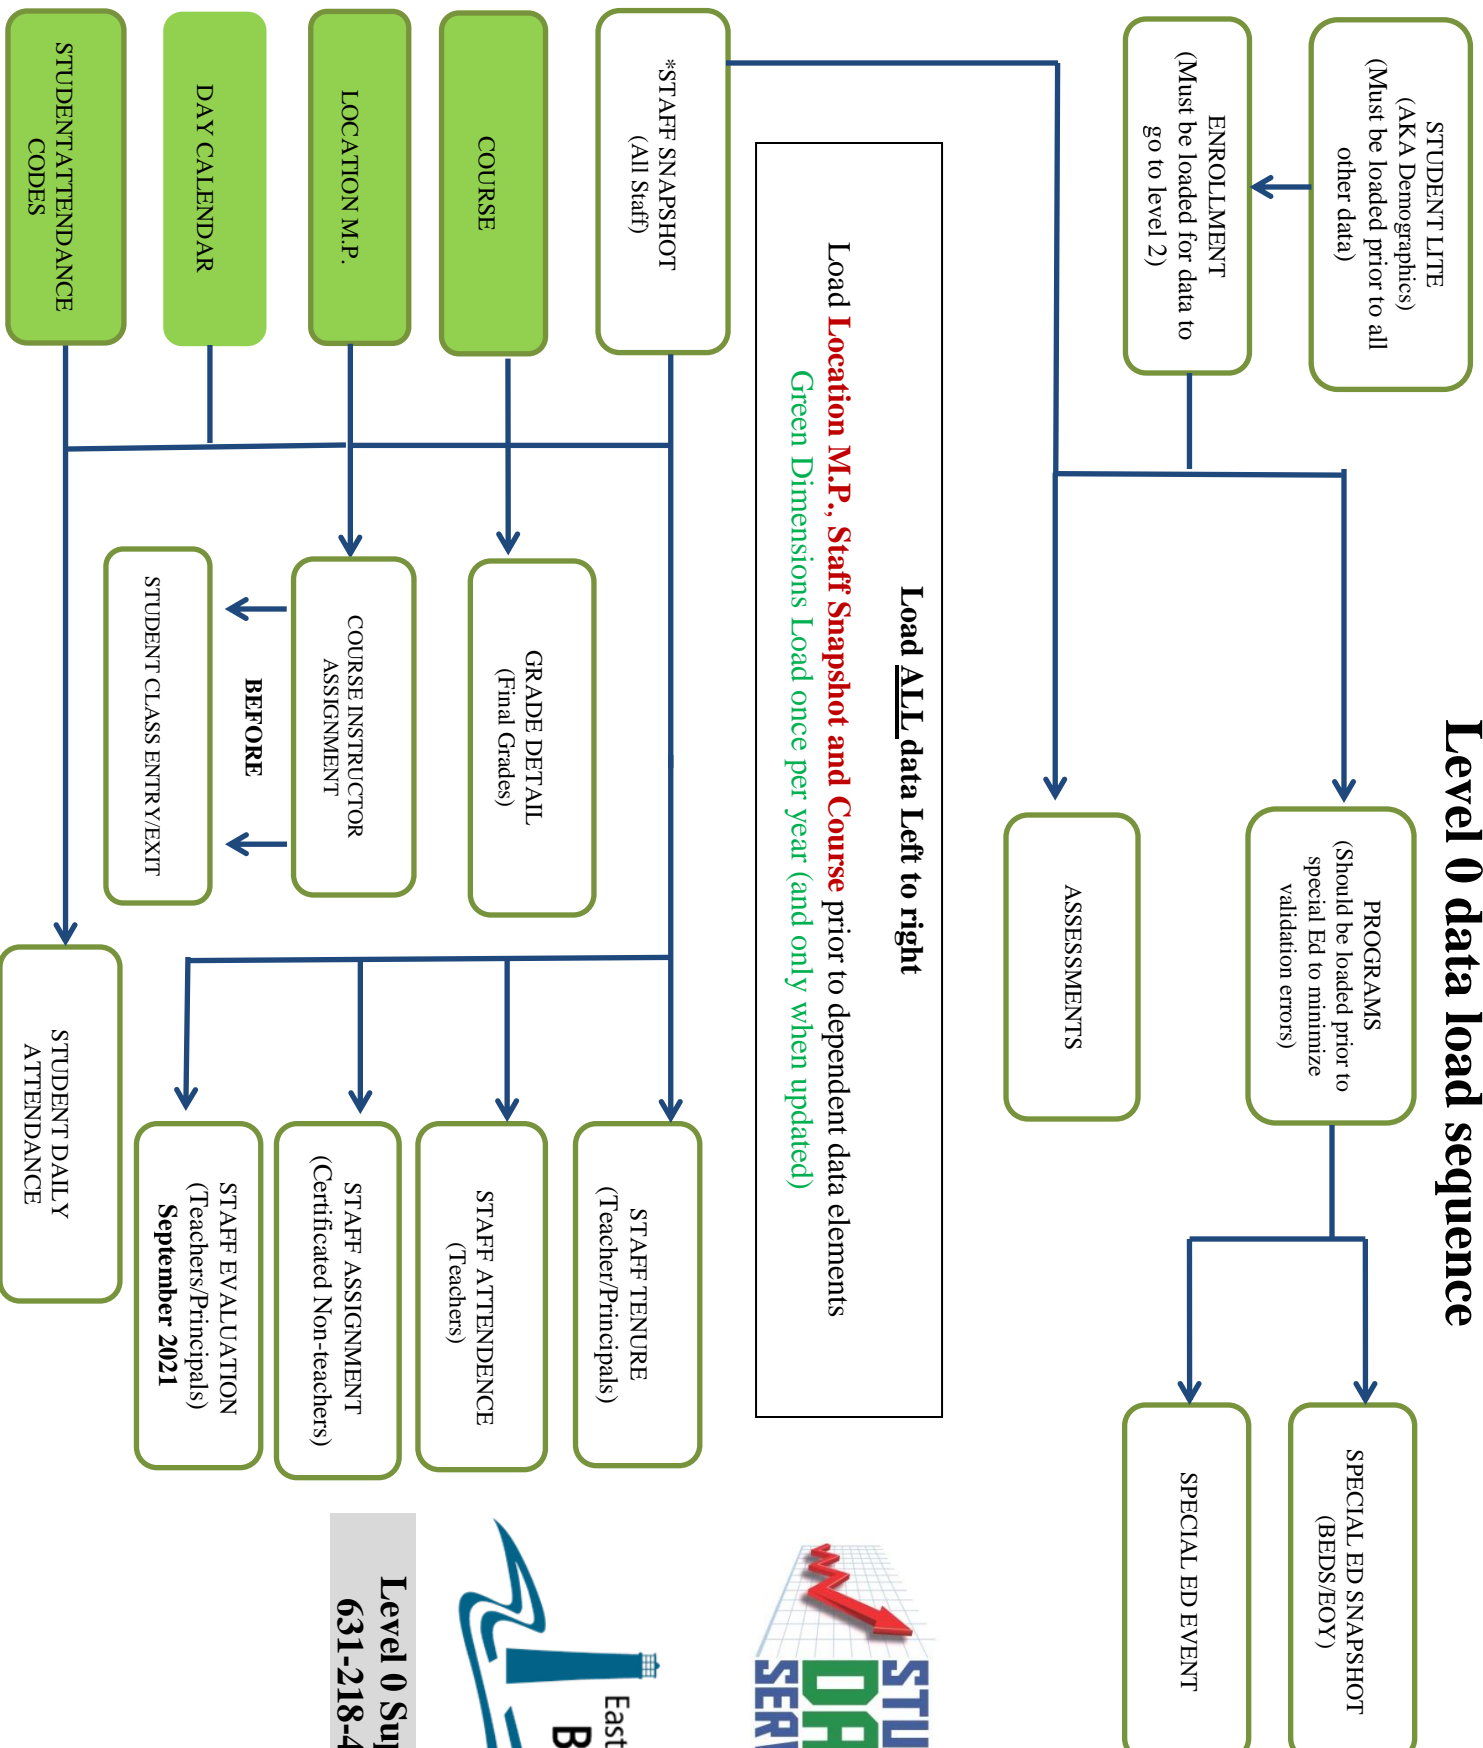 Level 0 data load sequence
STUDENT LITE
(AKA Demographics)
(Must be loaded prior to all
other data)
ENROLLMENT
(Must be loaded for data to
go to level 2)
PROGRAMS
(Should be loaded prior to
special Ed to minimize
validation errors)
SPECIAL ED SNAPSHOT
(BEDS/EOY)
SPECIAL ED EVENT
ASSESSMENTS
Load ALL data Left to right
Load Location M.P., Staff Snapshot and Course prior to dependent data elements
Green Dimensions Load once per year (and only when updated)
*STAFF SNAPSHOT
(All Staff)
COURSE
LOCATION M.P.
DAY CALENDAR
STUDENTATTENDANCE
CODES
GRADE DETAIL
(Final Grades)
COURSE INSTRUCTOR
ASSIGNMENT
BEFORE
STUDENT CLASS ENTRY/EXIT
STAFF TENURE
(Teacher/Principals)
STAFF ATTENDENCE
(Teachers)
STAFF ASSIGNMENT
(Certificated Non-teachers)
STAFF EVALUATION
(Teachers/Principals)
September 2021
STUDENT DAILY
ATTENDANCE
STU
DA
SERV
East
B
Level 0 Sup
631-218-4